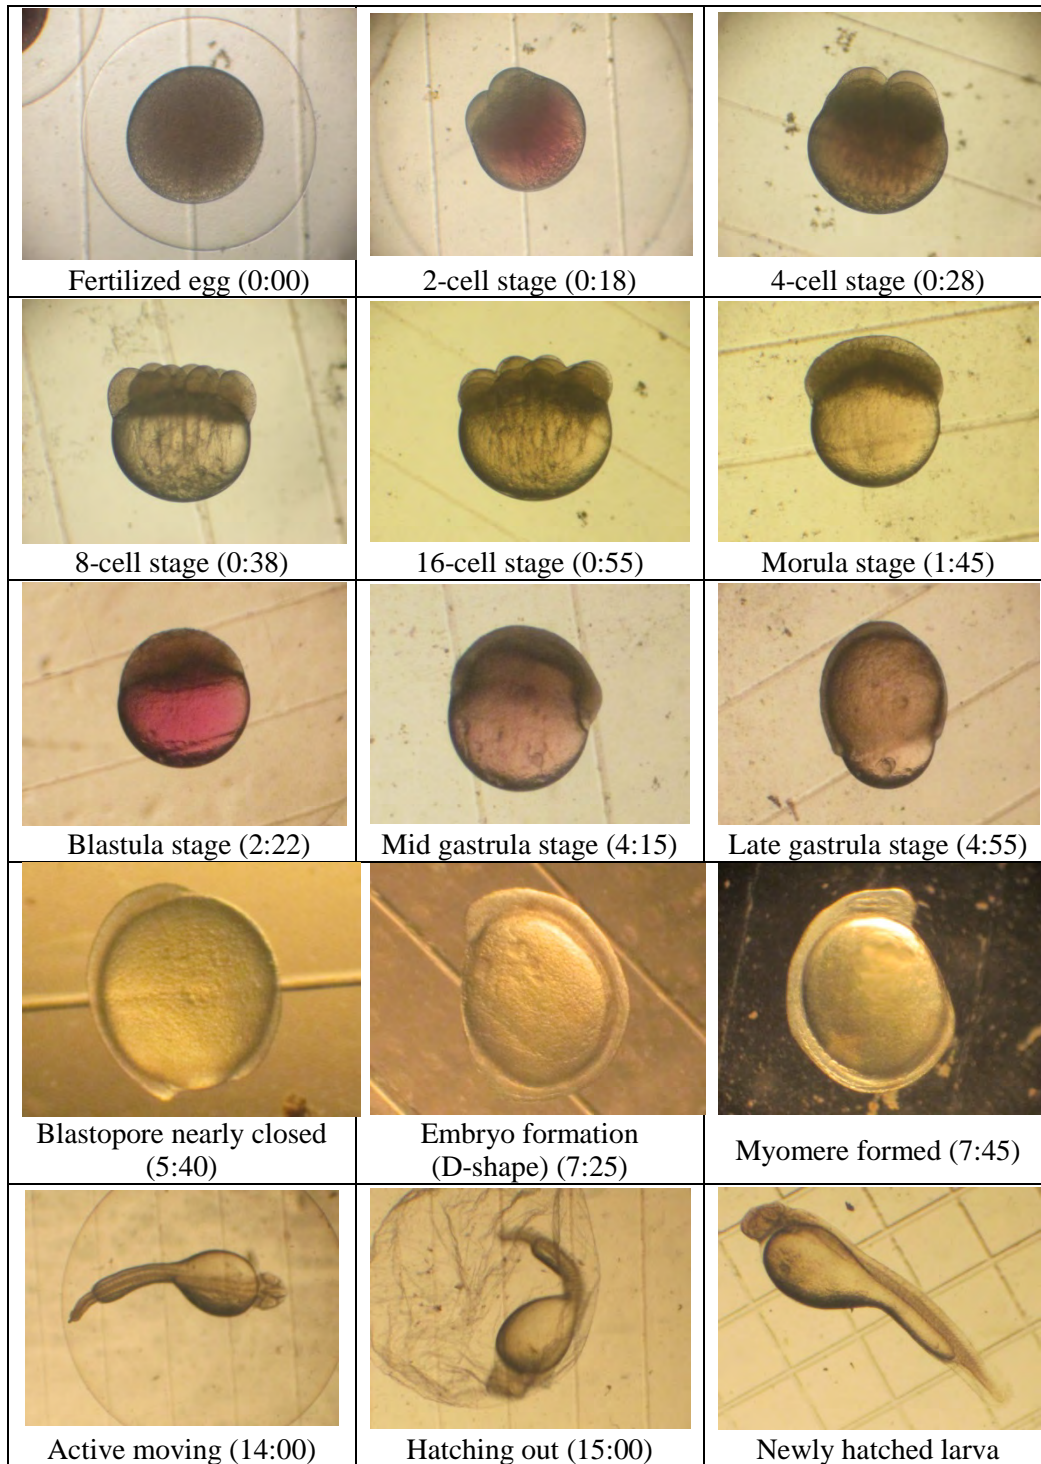 Fertilized egg (0:00)
2-cell stage (0:18)
4-cell stage (0:28)
8-cell stage (0:38)
16-cell stage (0:55)
Morula stage (1:45)
Blastula stage (2:22)
Mid gastrula stage (4:15)
Late gastrula stage (4:55)
Blastopore nearly closed
(5:40)
Embryo formation
(D-shape) (7:25)
Myomere formed (7:45)
Active moving (14:00)
Hatching out (15:00)
Newly hatched larva